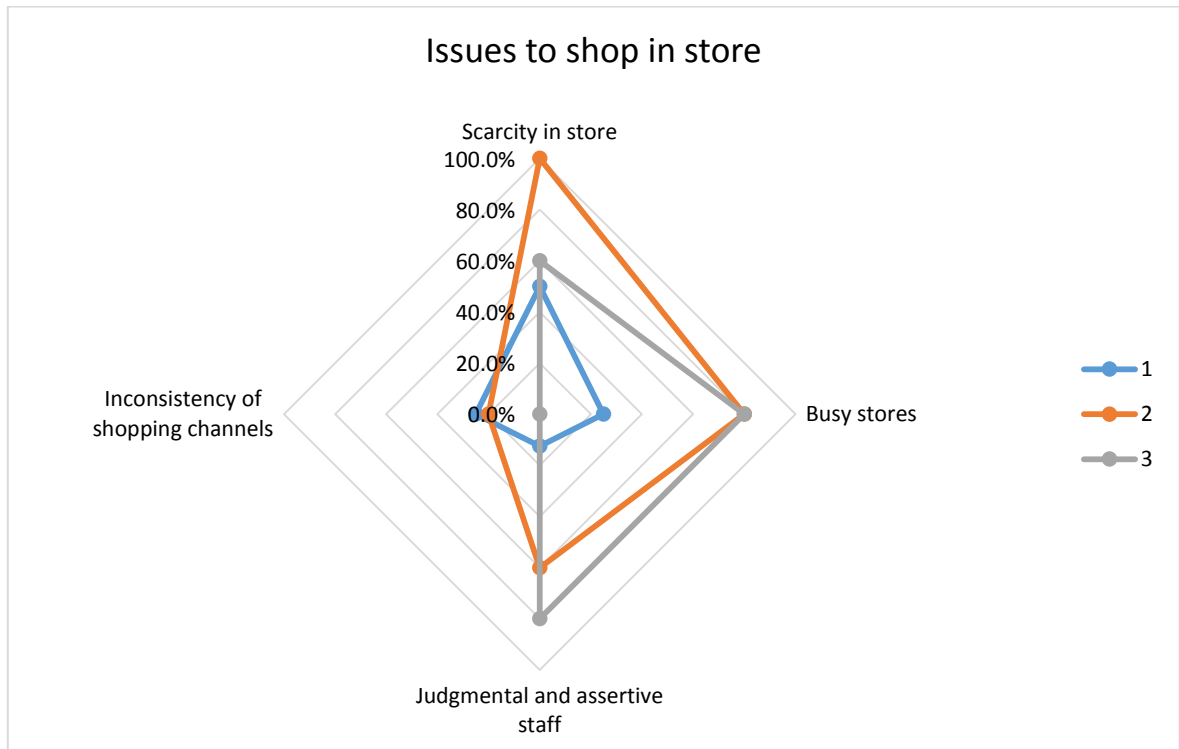 Issues to shop in store
Scarcity in store
100.0%
80.0%
60.0%
40.0%
20.0%
0.0%
Inconsistency of
shopping channels
Busy stores
Judgmental and assertive
staff
1
2
3